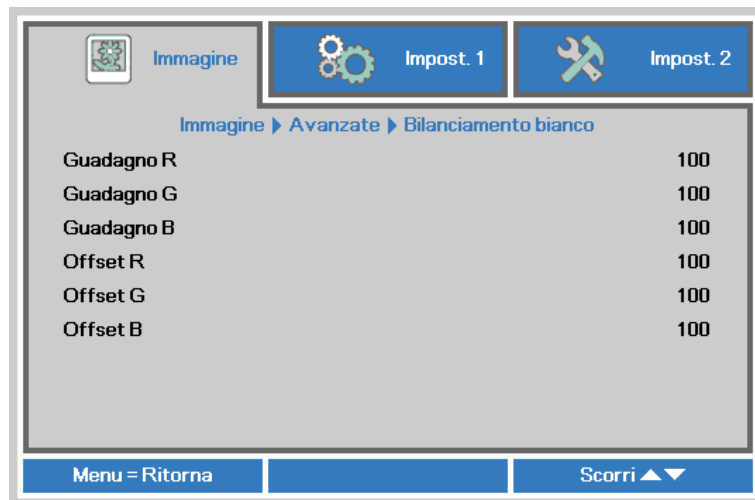 Immagine Impost. 1 Impost. 2
Immagine Avanzate Bilanciamento bianco
Guadagno R 100
Guadagno G 100
Guadagno B 100
Offset R 100
Offset G 100
Offset B 100
Menu = Ritorna Scorri